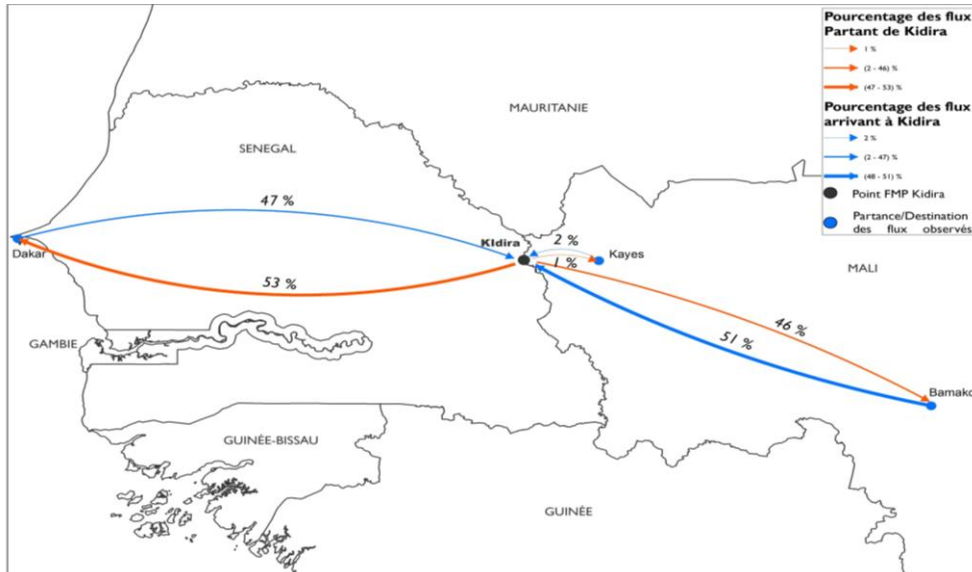 Pourcentage des flux
Partant de Kidira
1 %
(2 - 46) %
(47 - 53) %
Pourcentage des flux
arrivant à Kidira
2 %
(2 - 47) %
(48 - 51) %
Point FMP Kidira
Partance/Destination
des flux observés
MAURITANIE
SENEGAL
47 %
KIdira
2 %
Dakar
Kayes
1 %
MALI
53 %
46 %
GAMBIE
51 %
Bamako
GUINÉE-BISSAU
GUINÉE